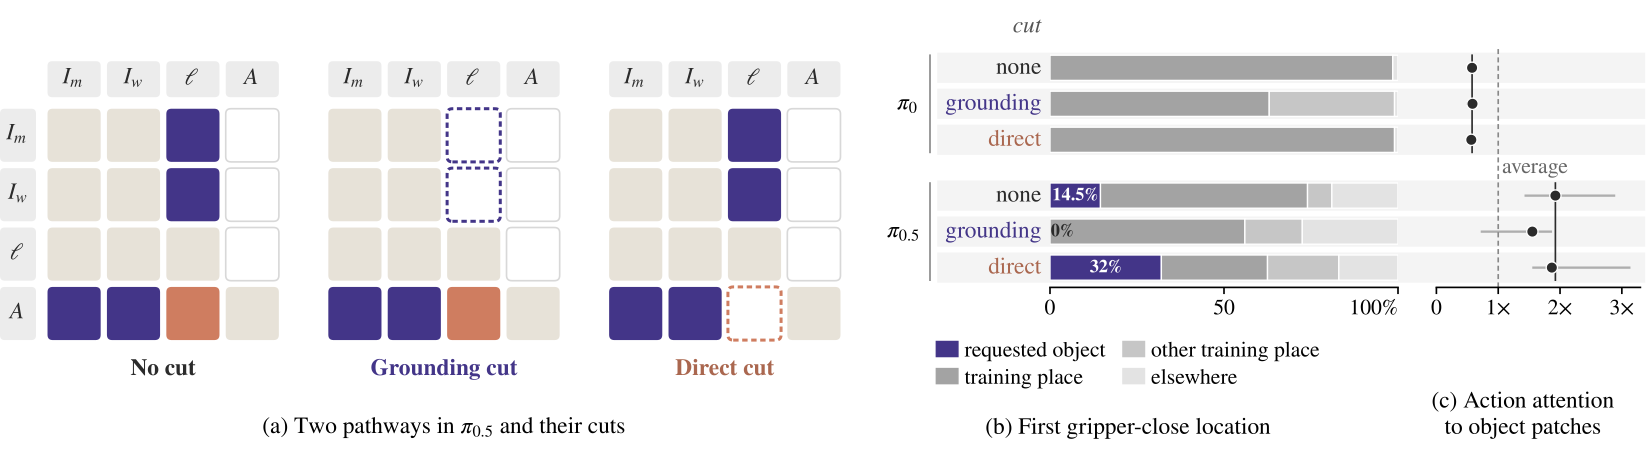 I_m I_w ℓ A
I_m I_w ℓ A
I_m I_w ℓ A
I_m
I_w
ℓ
A
No cut
Grounding cut
Direct cut
(a) Two pathways in π_0.5 and their cuts
cut
π_0
none
grounding
direct
π_0.5
none
14.5%
grounding
0%
direct
32%
0 50 100%
requested object
other training place
training place
elsewhere
(b) First gripper-close location
average
0 1× 2× 3×
(c) Action attention
to object patches